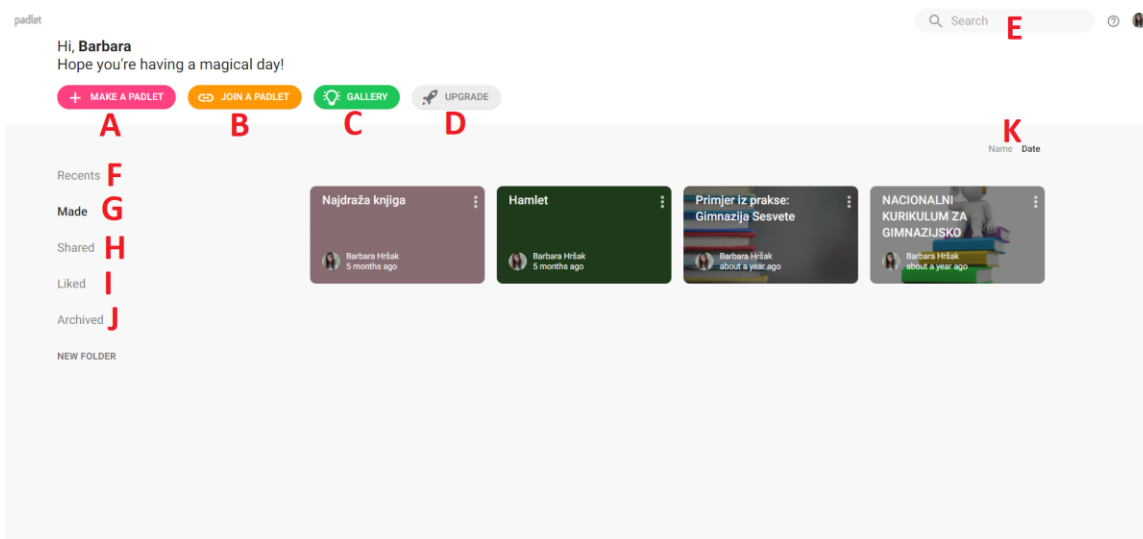 padlet
Search
E
Hi, Barbara
Hope you're having a magical day!
MAKE A PADLET
JOIN A PADLET
GALLERY
UPGRADE
A
B
C
D
K
Name Date
Recents F
Made G
Shared H
Liked I
Archived J
NEW FOLDER
Najdraža knjiga
Barbara Hršak
5 months ago
Hamlet
Barbara Hršak
5 months ago
Primjer iz prakse:
Gimnazija Sesvete
Barbara Hršak
about a year ago
NACIONALNI
KURIKULUM ZA
GIMNAZIJSKO
Barbara Hršak
about a year ago